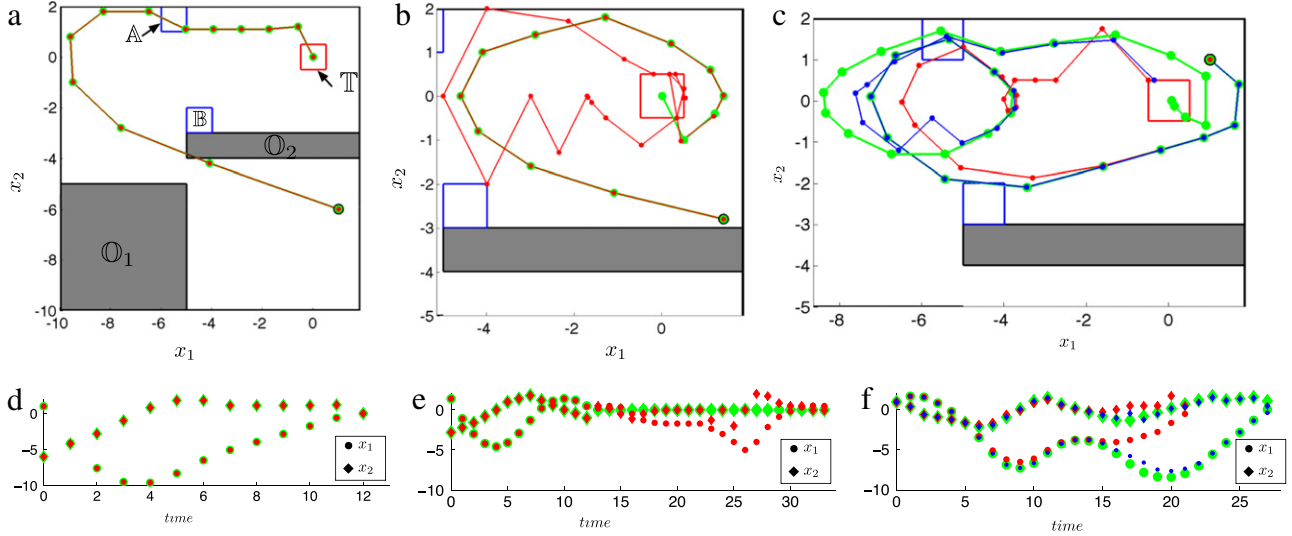 a
2
0
-2
-4
-6
-8
-10
-10 -8 -6 -4 -2 0
x₂
x₁
𝔸
𝕋
𝔹
𝕆₂
𝕆₁
b
2
1
0
-1
-2
-3
-4
-5
-4 -2 0
x₂
x₁
c
2
1
0
-1
-2
-3
-4
-5
-8 -6 -4 -2 0
x₂
x₁
d
0
−5
−10
0 2 4 6 8 10 12
x₁
x₂
time
e
0
−5
−10
0 5 10 15 20 25 30
x₁
x₂
time
f
0
−5
−10
0 5 10 15 20 25
x₁
x₂
time